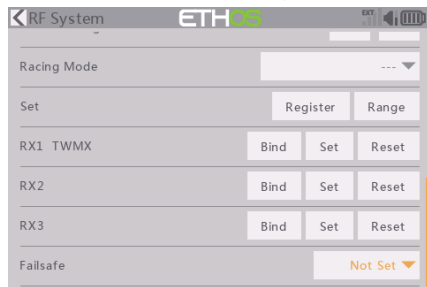 RF System
ETHOS
EXT
Racing Mode
---
Set
Register
Range
RX1 TWMX
Bind
Set
Reset
RX2
Bind
Set
Reset
RX3
Bind
Set
Reset
Failsafe
Not Set